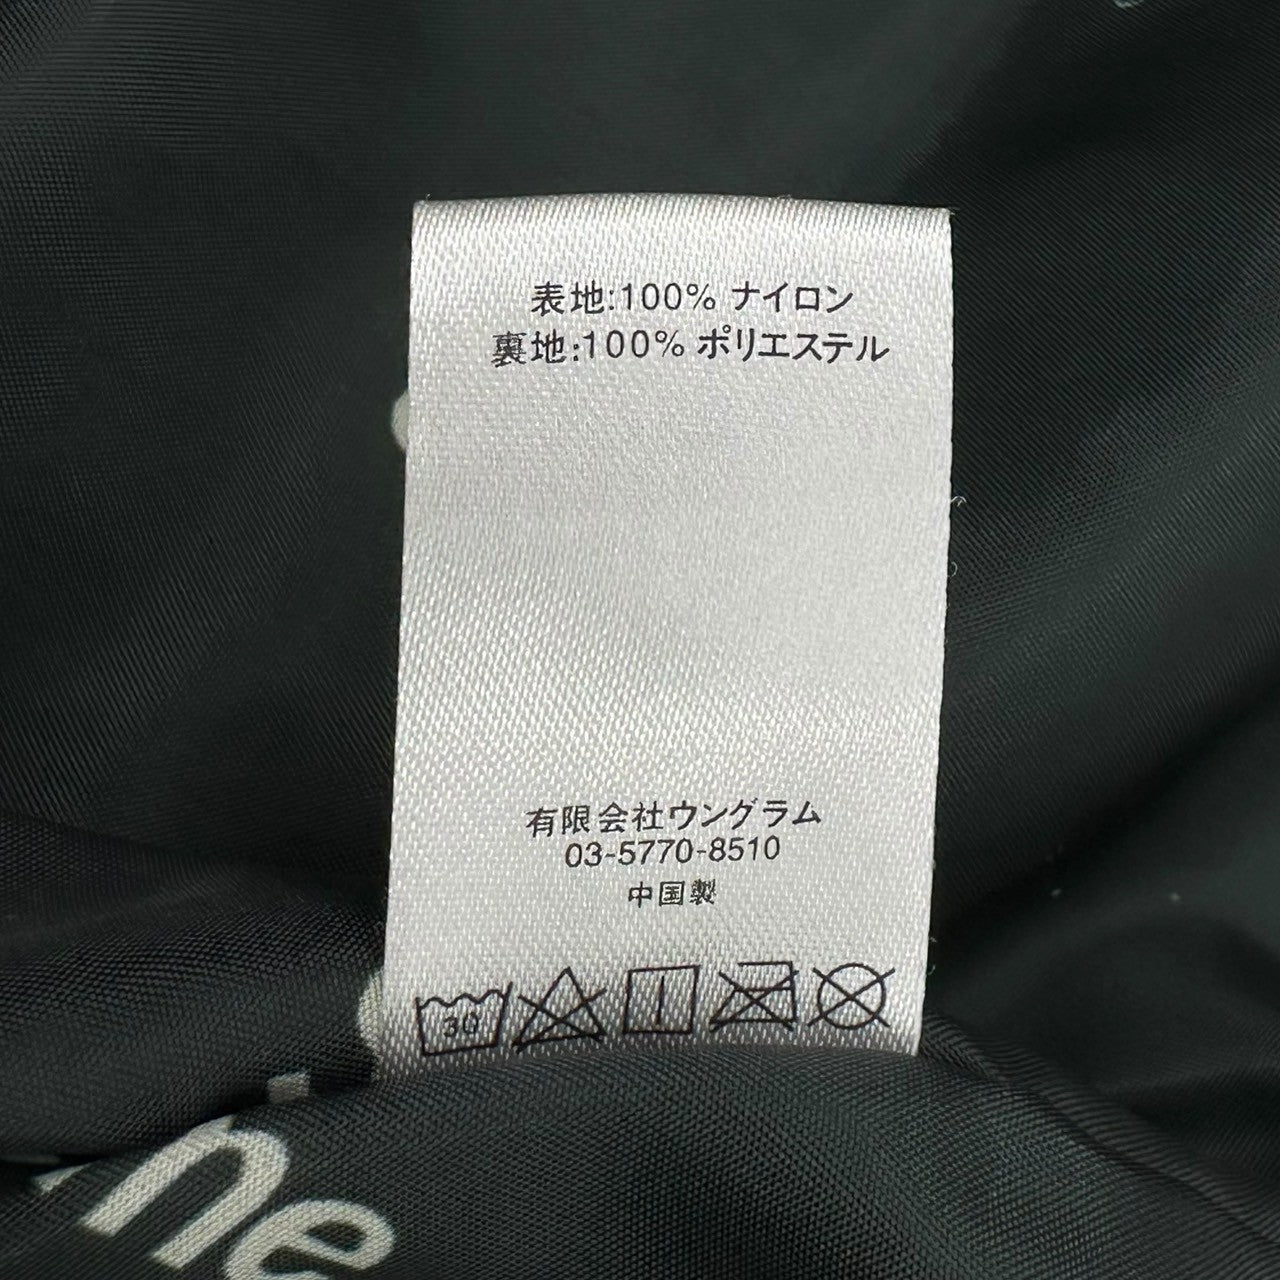 表地:100% ナイロン
裏地:100% ポリエステル
有限会社ウングラム
03-5770-8510
中国製
30
me